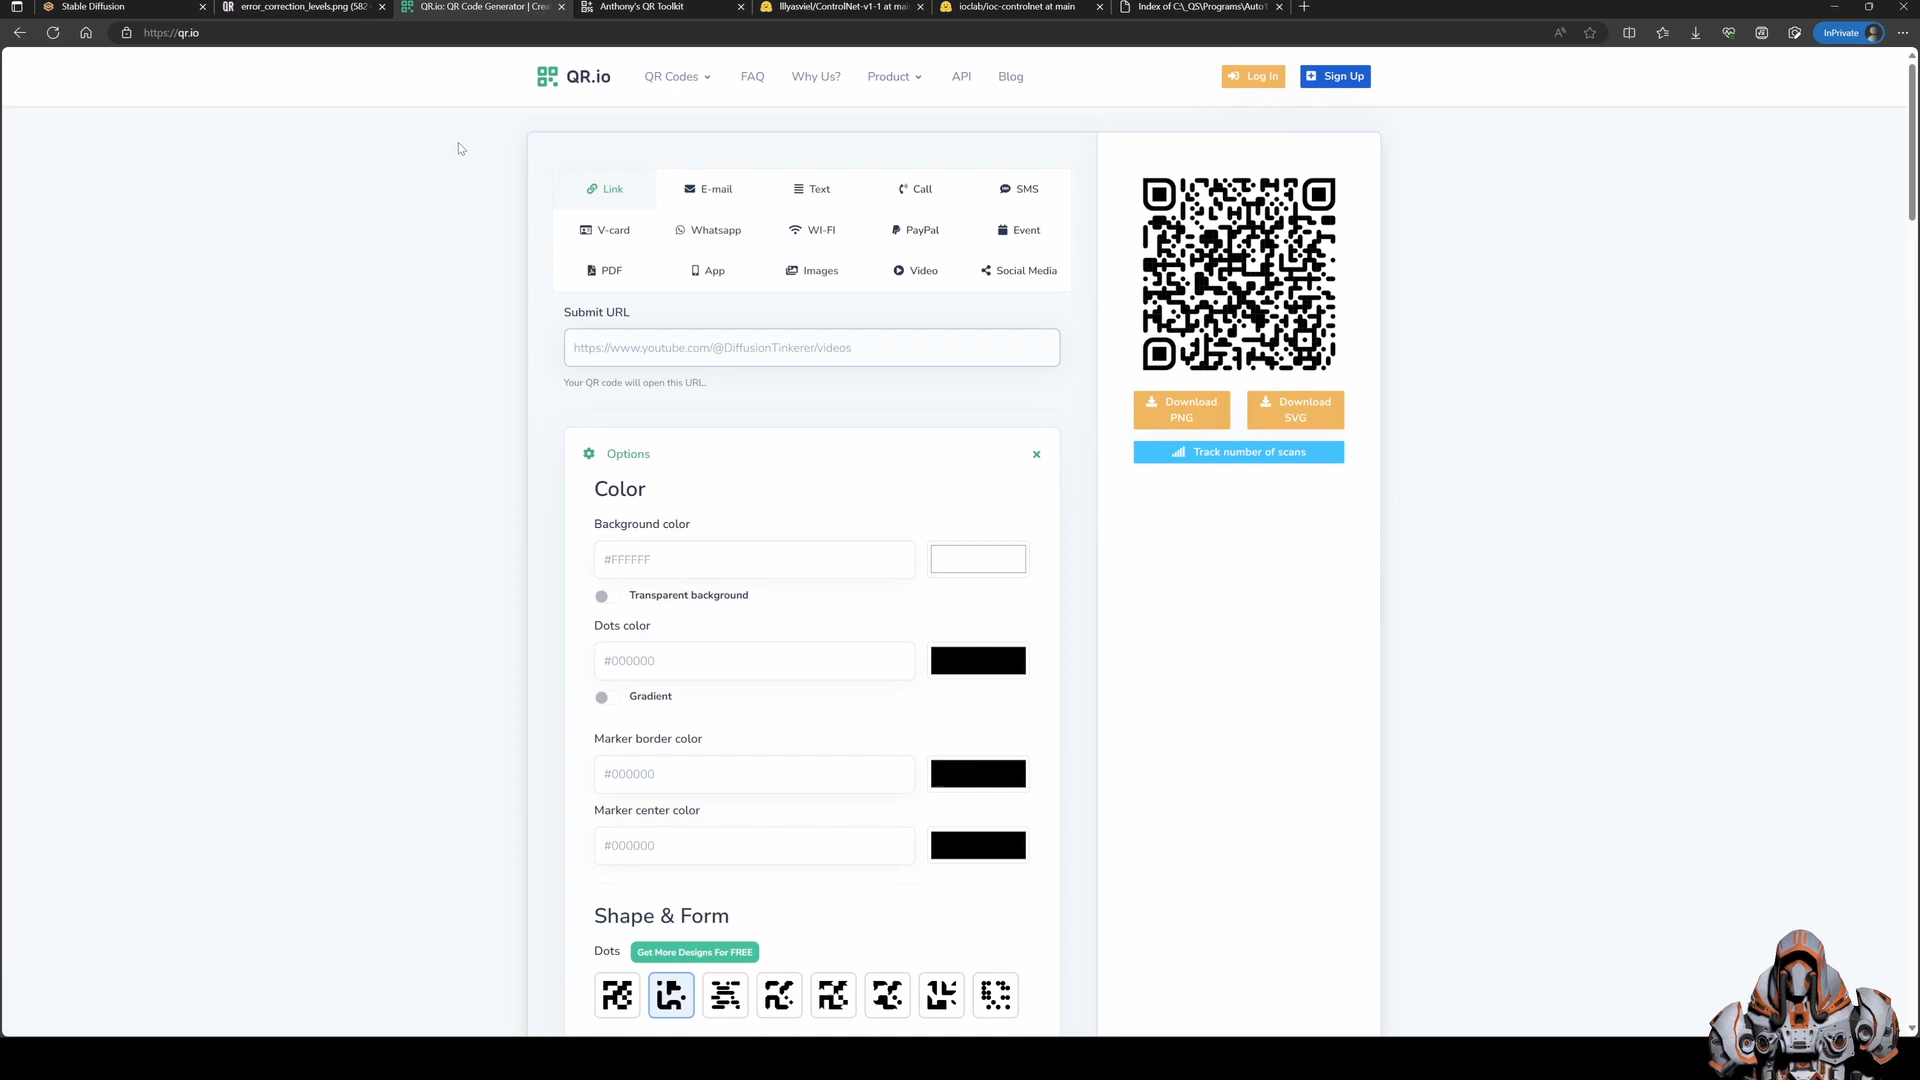 Stable Diffusion
error_correction_levels.png (582
QR.io: QR Code Generator | Crea
Anthony's QR Toolkit
lllyasviel/ControlNet-v1-1 at mai
ioclab/ioc-controlnet at main
Index of C:\_QS\Programs\Auto1
https://qr.io
InPrivate
QR.io
QR Codes
FAQ
Why Us?
Product
API
Blog
Log In
Sign Up
Link
E-mail
Text
Call
SMS
V-card
Whatsapp
WI-FI
PayPal
Event
PDF
App
Images
Video
Social Media
Submit URL
https://www.youtube.com/@DiffusionTinkerer/videos
Your QR code will open this URL.
Download
PNG
Download
SVG
Track number of scans
Options
Color
Background color
#FFFFFF
Transparent background
Dots color
#000000
Gradient
Marker border color
#000000
Marker center color
#000000
Shape & Form
Dots
Get More Designs For FREE